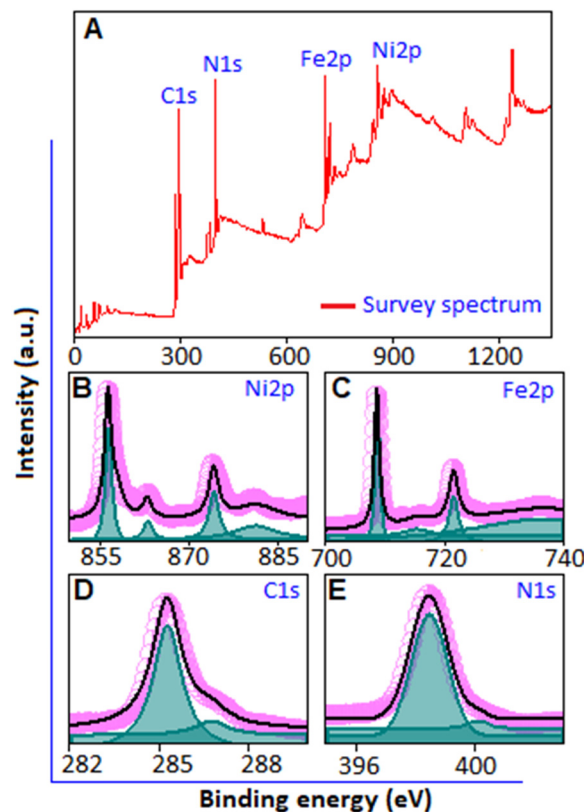 A
C1s
N1s
Fe2p
Ni2p
Survey spectrum
0 300 600 900 1200
B Ni2p
855 870 885
C Fe2p
700 720 740
D C1s
282 285 288
E N1s
396 400
Intensity (a.u.)
Binding energy (eV)